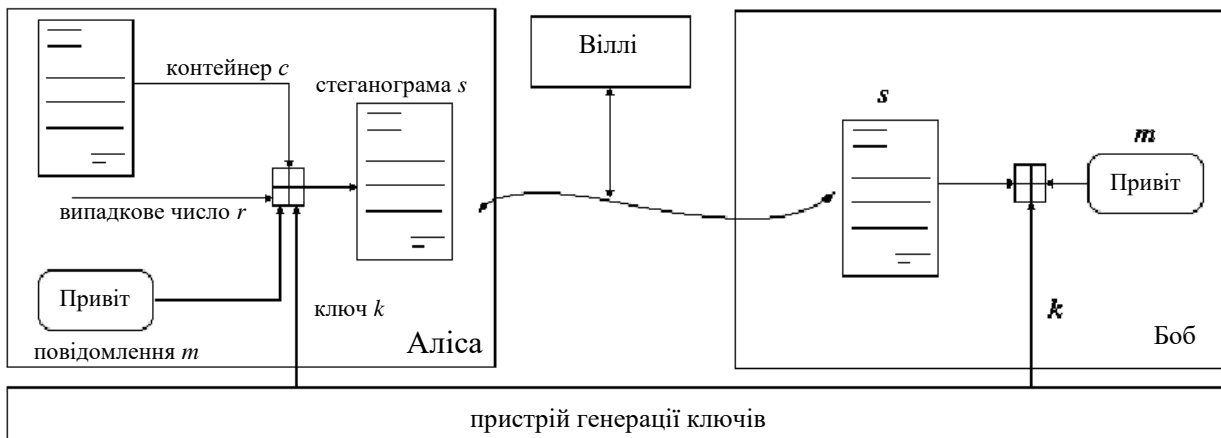 контейнер c
стеганограма s
випадкове число r
Привіт
повідомлення m
ключ k
Аліса
Віллі
s
m
Привіт
k
Боб
пристрій генерації ключів